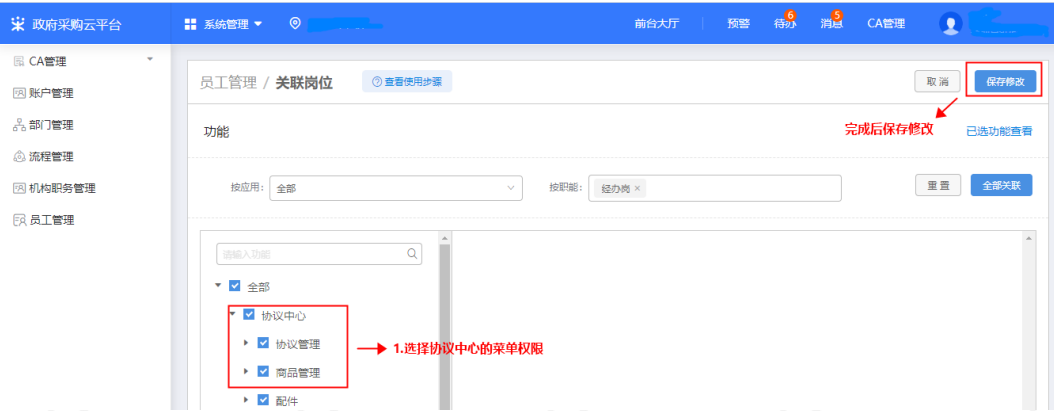 政府采购云平台 系统管理 前台大厅 预警 待办 6 消息 5 CA管理
CA管理
账户管理
部门管理
流程管理
机构职务管理
员工管理
员工管理 / 关联岗位 查看使用步骤 取消 保存修改
功能 完成后保存修改 已选功能查看
按应用: 全部 按职能: 经办岗 × 重置 全部关联
请输入功能
全部
协议中心
协议管理
1.选择协议中心的菜单权限
商品管理
配件